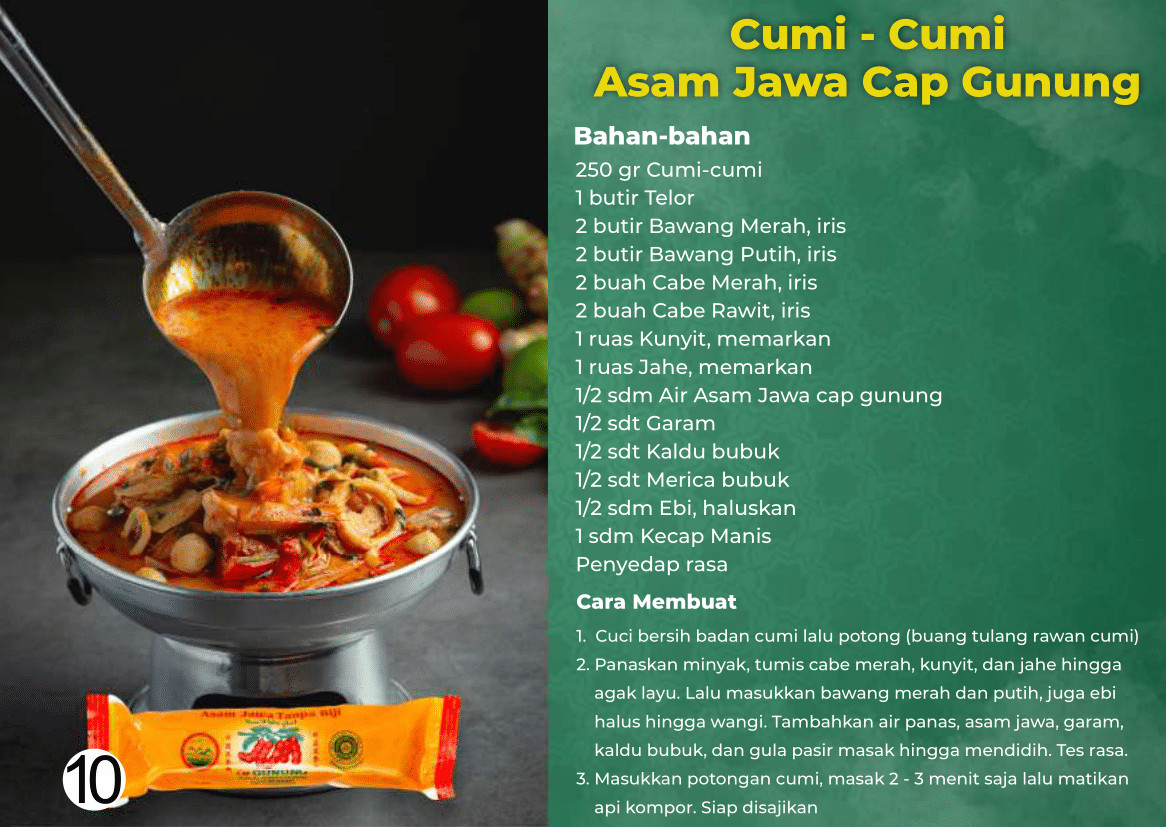 Cumi - Cumi
Asam Jawa Cap Gunung
Bahan-bahan
250 gr Cumi-cumi
1 butir Telor
2 butir Bawang Merah, iris
2 butir Bawang Putih, iris
2 buah Cabe Merah, iris
2 buah Cabe Rawit, iris
1 ruas Kunyit, memarkan
1 ruas Jahe, memarkan
1/2 sdm Air Asam Jawa cap gunung
1/2 sdt Garam
1/2 sdt Kaldu bubuk
1/2 sdt Merica bubuk
1/2 sdm Ebi, haluskan
1 sdm Kecap Manis
Penyedap rasa
Cara Membuat
1. Cuci bersih badan cumi lalu potong (buang tulang rawan cumi)
2. Panaskan minyak, tumis cabe merah, kunyit, dan jahe hingga
agak layu. Lalu masukkan bawang merah dan putih, juga ebi
halus hingga wangi. Tambahkan air panas, asam jawa, garam,
kaldu bubuk, dan gula pasir masak hingga mendidih. Tes rasa.
3. Masukkan potongan cumi, masak 2 - 3 menit saja lalu matikan
api kompor. Siap disajikan
Asam Jawa Tanpa Biji
Cap GUNUNG
10